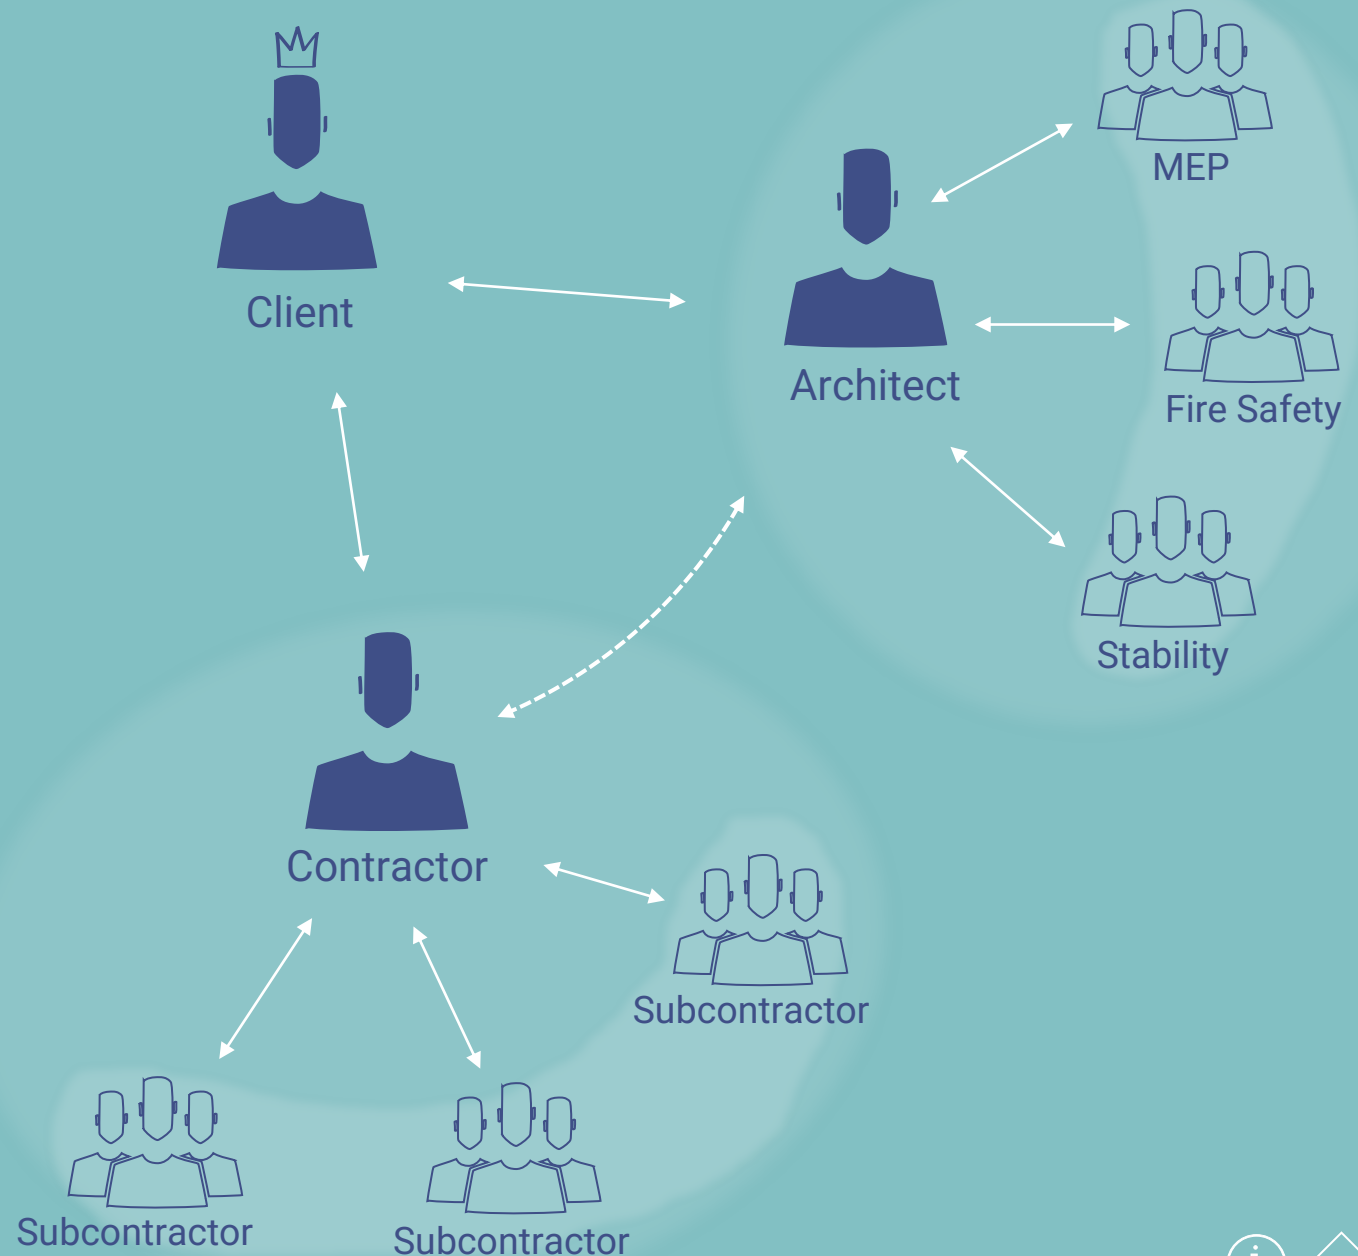 MEP
Client
Architect
Fire Safety
Stability
Contractor
Subcontractor
Subcontractor
Subcontractor